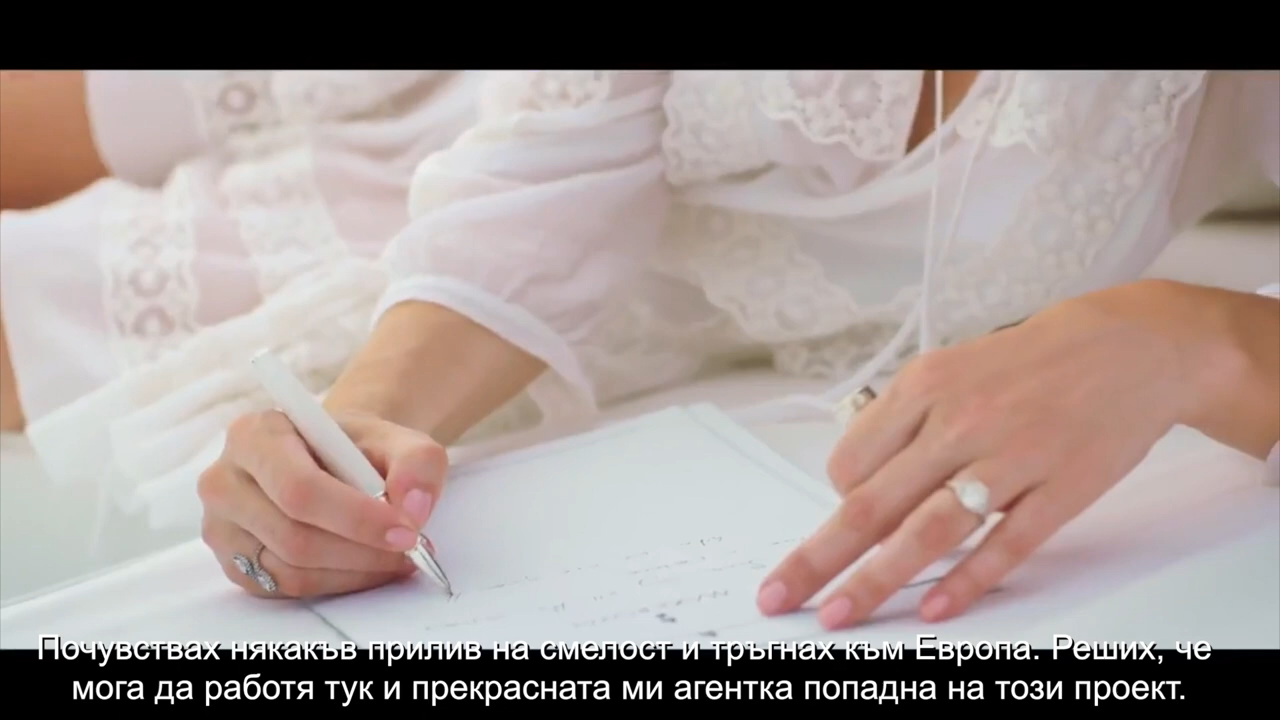 Почувствах някакъв прилив на смелост и тръгнах към Европа. Реших, че
мога да работя тук и прекрасната ми агентка попадна на този проект.